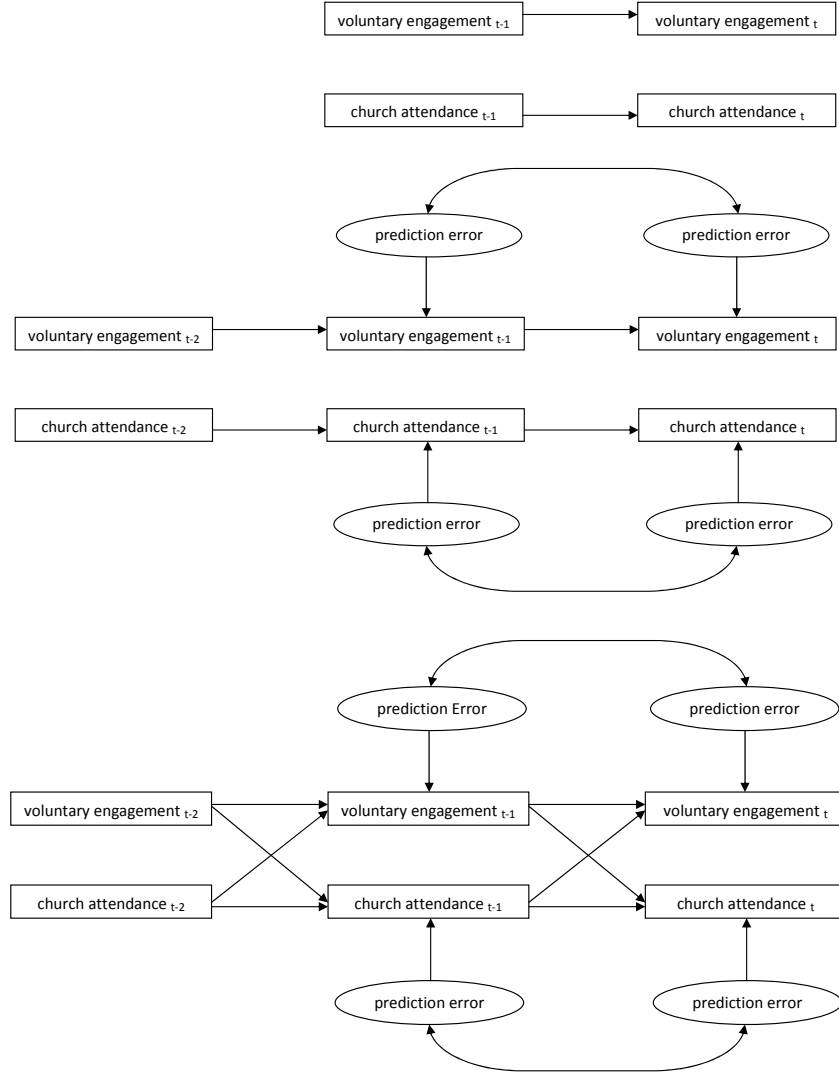 voluntary engagement t-1 voluntary engagement t
church attendance t-1 church attendance t
prediction error prediction error
voluntary engagement t-2 voluntary engagement t-1 voluntary engagement t
church attendance t-2 church attendance t-1 church attendance t
prediction error prediction error
prediction Error prediction error
voluntary engagement t-2 voluntary engagement t-1 voluntary engagement t
church attendance t-2 church attendance t-1 church attendance t
prediction error prediction error